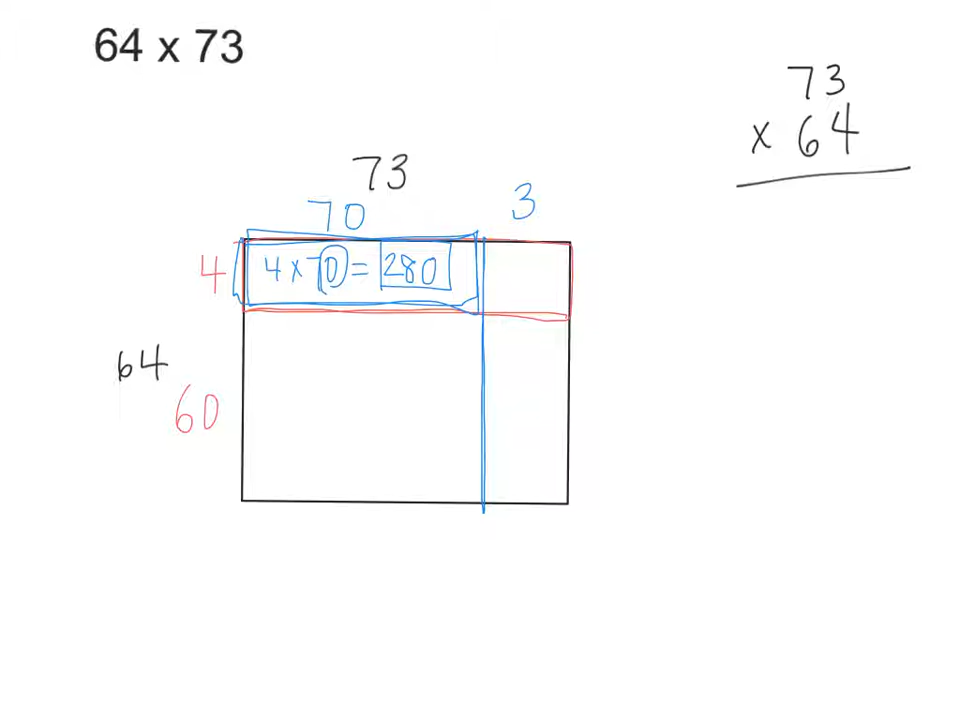 64 x 73
73
x 64
73
70 3
4 4 x 70 = 280
64
60